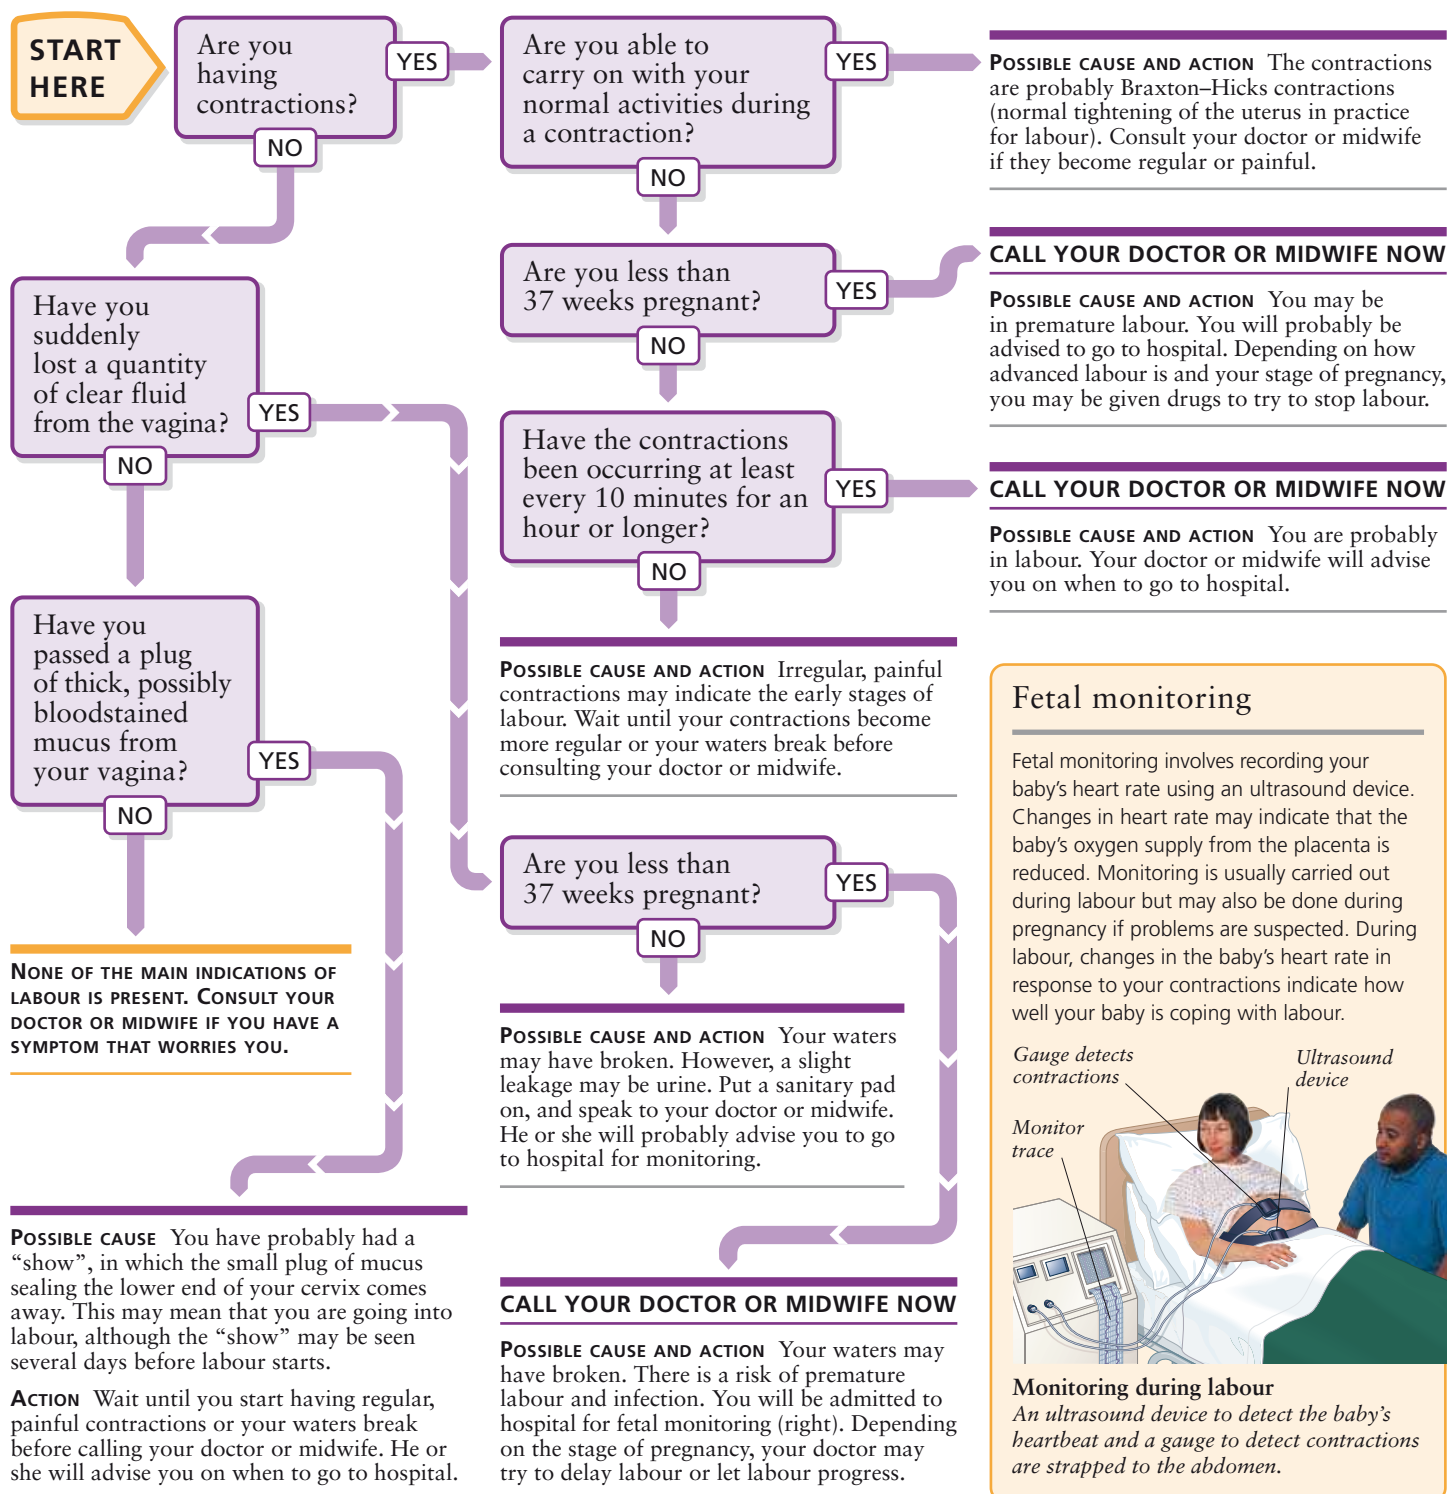 START
HERE
Are you
having
contractions?
YES
NO
Are you able to
carry on with your
normal activities during
a contraction?
YES
NO
POSSIBLE CAUSE AND ACTION The contractions
are probably Braxton–Hicks contractions
(normal tightening of the uterus in practice
for labour). Consult your doctor or midwife
if they become regular or painful.
Are you less than
37 weeks pregnant?
YES
NO
CALL YOUR DOCTOR OR MIDWIFE NOW
POSSIBLE CAUSE AND ACTION You may be
in premature labour. You will probably be
advised to go to hospital. Depending on how
advanced labour is and your stage of pregnancy,
you may be given drugs to try to stop labour.
Have the contractions
been occurring at least
every 10 minutes for an
hour or longer?
YES
NO
CALL YOUR DOCTOR OR MIDWIFE NOW
POSSIBLE CAUSE AND ACTION You are probably
in labour. Your doctor or midwife will advise
you on when to go to hospital.
POSSIBLE CAUSE AND ACTION Irregular, painful
contractions may indicate the early stages of
labour. Wait until your contractions become
more regular or your waters break before
consulting your doctor or midwife.
Have you
suddenly
lost a quantity
of clear fluid
from the vagina?
YES
NO
Have you
passed a plug
of thick, possibly
bloodstained
mucus from
your vagina?
YES
NO
NONE OF THE MAIN INDICATIONS OF
LABOUR IS PRESENT. CONSULT YOUR
DOCTOR OR MIDWIFE IF YOU HAVE A
SYMPTOM THAT WORRIES YOU.
POSSIBLE CAUSE You have probably had a
“show”, in which the small plug of mucus
sealing the lower end of your cervix comes
away. This may mean that you are going into
labour, although the “show” may be seen
several days before labour starts.
ACTION Wait until you start having regular,
painful contractions or your waters break
before calling your doctor or midwife. He or
she will advise you on when to go to hospital.
Are you less than
37 weeks pregnant?
YES
NO
POSSIBLE CAUSE AND ACTION Your waters
may have broken. However, a slight
leakage may be urine. Put a sanitary pad
on, and speak to your doctor or midwife.
He or she will probably advise you to go
to hospital for monitoring.
CALL YOUR DOCTOR OR MIDWIFE NOW
POSSIBLE CAUSE AND ACTION Your waters may
have broken. There is a risk of premature
labour and infection. You will be admitted to
hospital for fetal monitoring (right). Depending
on the stage of pregnancy, your doctor may
try to delay labour or let labour progress.
Fetal monitoring
Fetal monitoring involves recording your
baby’s heart rate using an ultrasound device.
Changes in heart rate may indicate that the
baby’s oxygen supply from the placenta is
reduced. Monitoring is usually carried out
during labour but may also be done during
pregnancy if problems are suspected. During
labour, changes in the baby’s heart rate in
response to your contractions indicate how
well your baby is coping with labour.
Gauge detects
contractions
Ultrasound
device
Monitor
trace
Monitoring during labour
An ultrasound device to detect the baby’s
heartbeat and a gauge to detect contractions
are strapped to the abdomen.